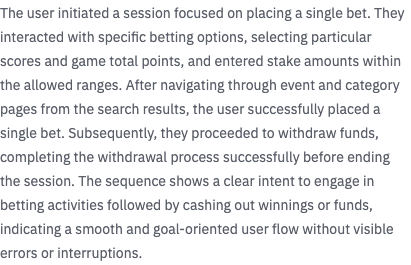 The user initiated a session focused on placing a single bet. They
interacted with specific betting options, selecting particular
scores and game total points, and entered stake amounts within
the allowed ranges. After navigating through event and category
pages from the search results, the user successfully placed a
single bet. Subsequently, they proceeded to withdraw funds,
completing the withdrawal process successfully before ending
the session. The sequence shows a clear intent to engage in
betting activities followed by cashing out winnings or funds,
indicating a smooth and goal-oriented user flow without visible
errors or interruptions.